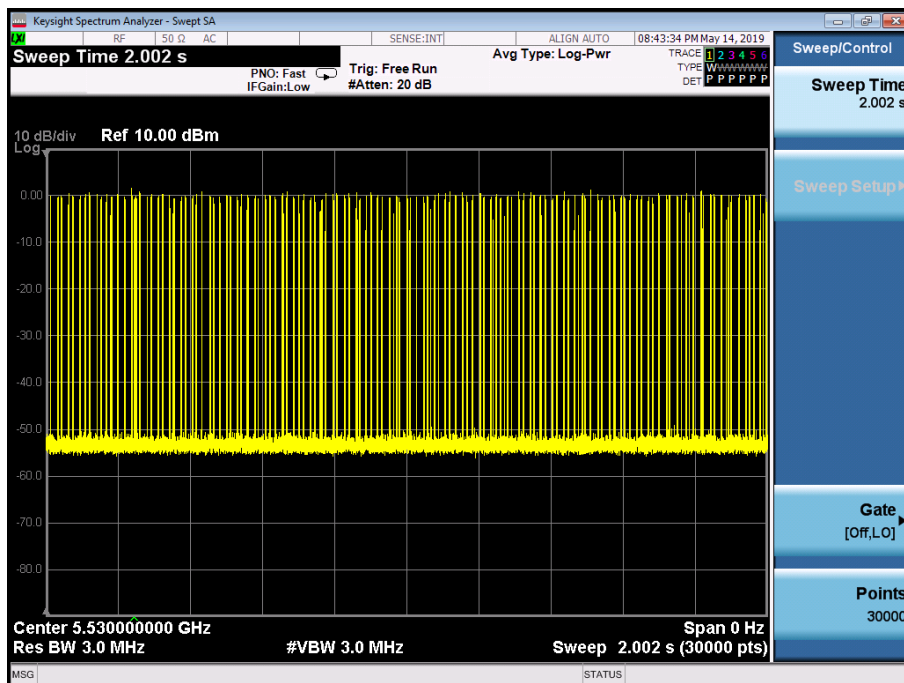 Keysight Spectrum Analyzer - Swept SA
LXI RF 50 Ω AC SENSE:INT ALIGN AUTO 08:43:34 PM May 14, 2019
Sweep Time 2.002 s
PNO: Fast
IFGain:Low
Trig: Free Run
#Atten: 20 dB
Avg Type: Log-Pwr
TRACE 1 2 3 4 5 6
TYPE WWWWWW
DET P P P P P P
Sweep/Control
Sweep Time
2.002 s
Sweep Setup
Gate
[Off,LO]
Points
30000
10 dB/div Ref 10.00 dBm
Log
0.00
-10.0
-20.0
-30.0
-40.0
-50.0
-60.0
-70.0
-80.0
Center 5.530000000 GHz Span 0 Hz
Res BW 3.0 MHz #VBW 3.0 MHz Sweep 2.002 s (30000 pts)
MSG STATUS